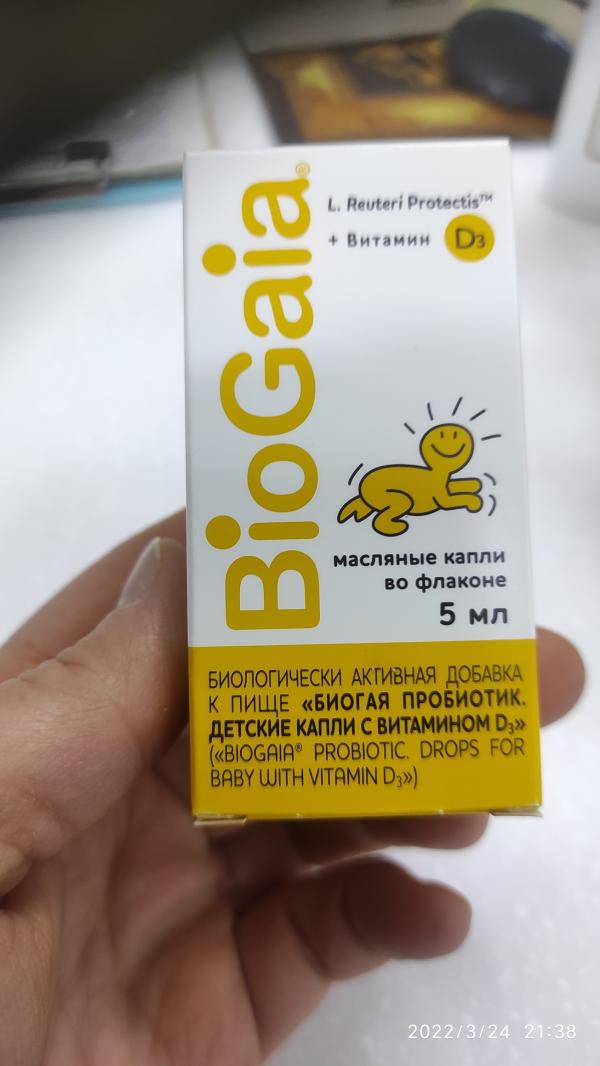 BioGaia®
L. Reuteri Protectis™
+ Витамин D3
масляные капли
во флаконе
5 мл
БИОЛОГИЧЕСКИ АКТИВНАЯ ДОБАВКА
К ПИЩЕ «БИОГАЯ ПРОБИОТИК.
ДЕТСКИЕ КАПЛИ С ВИТАМИНОМ D₃»
(«BIOGAIA® PROBIOTIC. DROPS FOR
BABY WITH VITAMIN D₃»)
2022/3/24 21:38